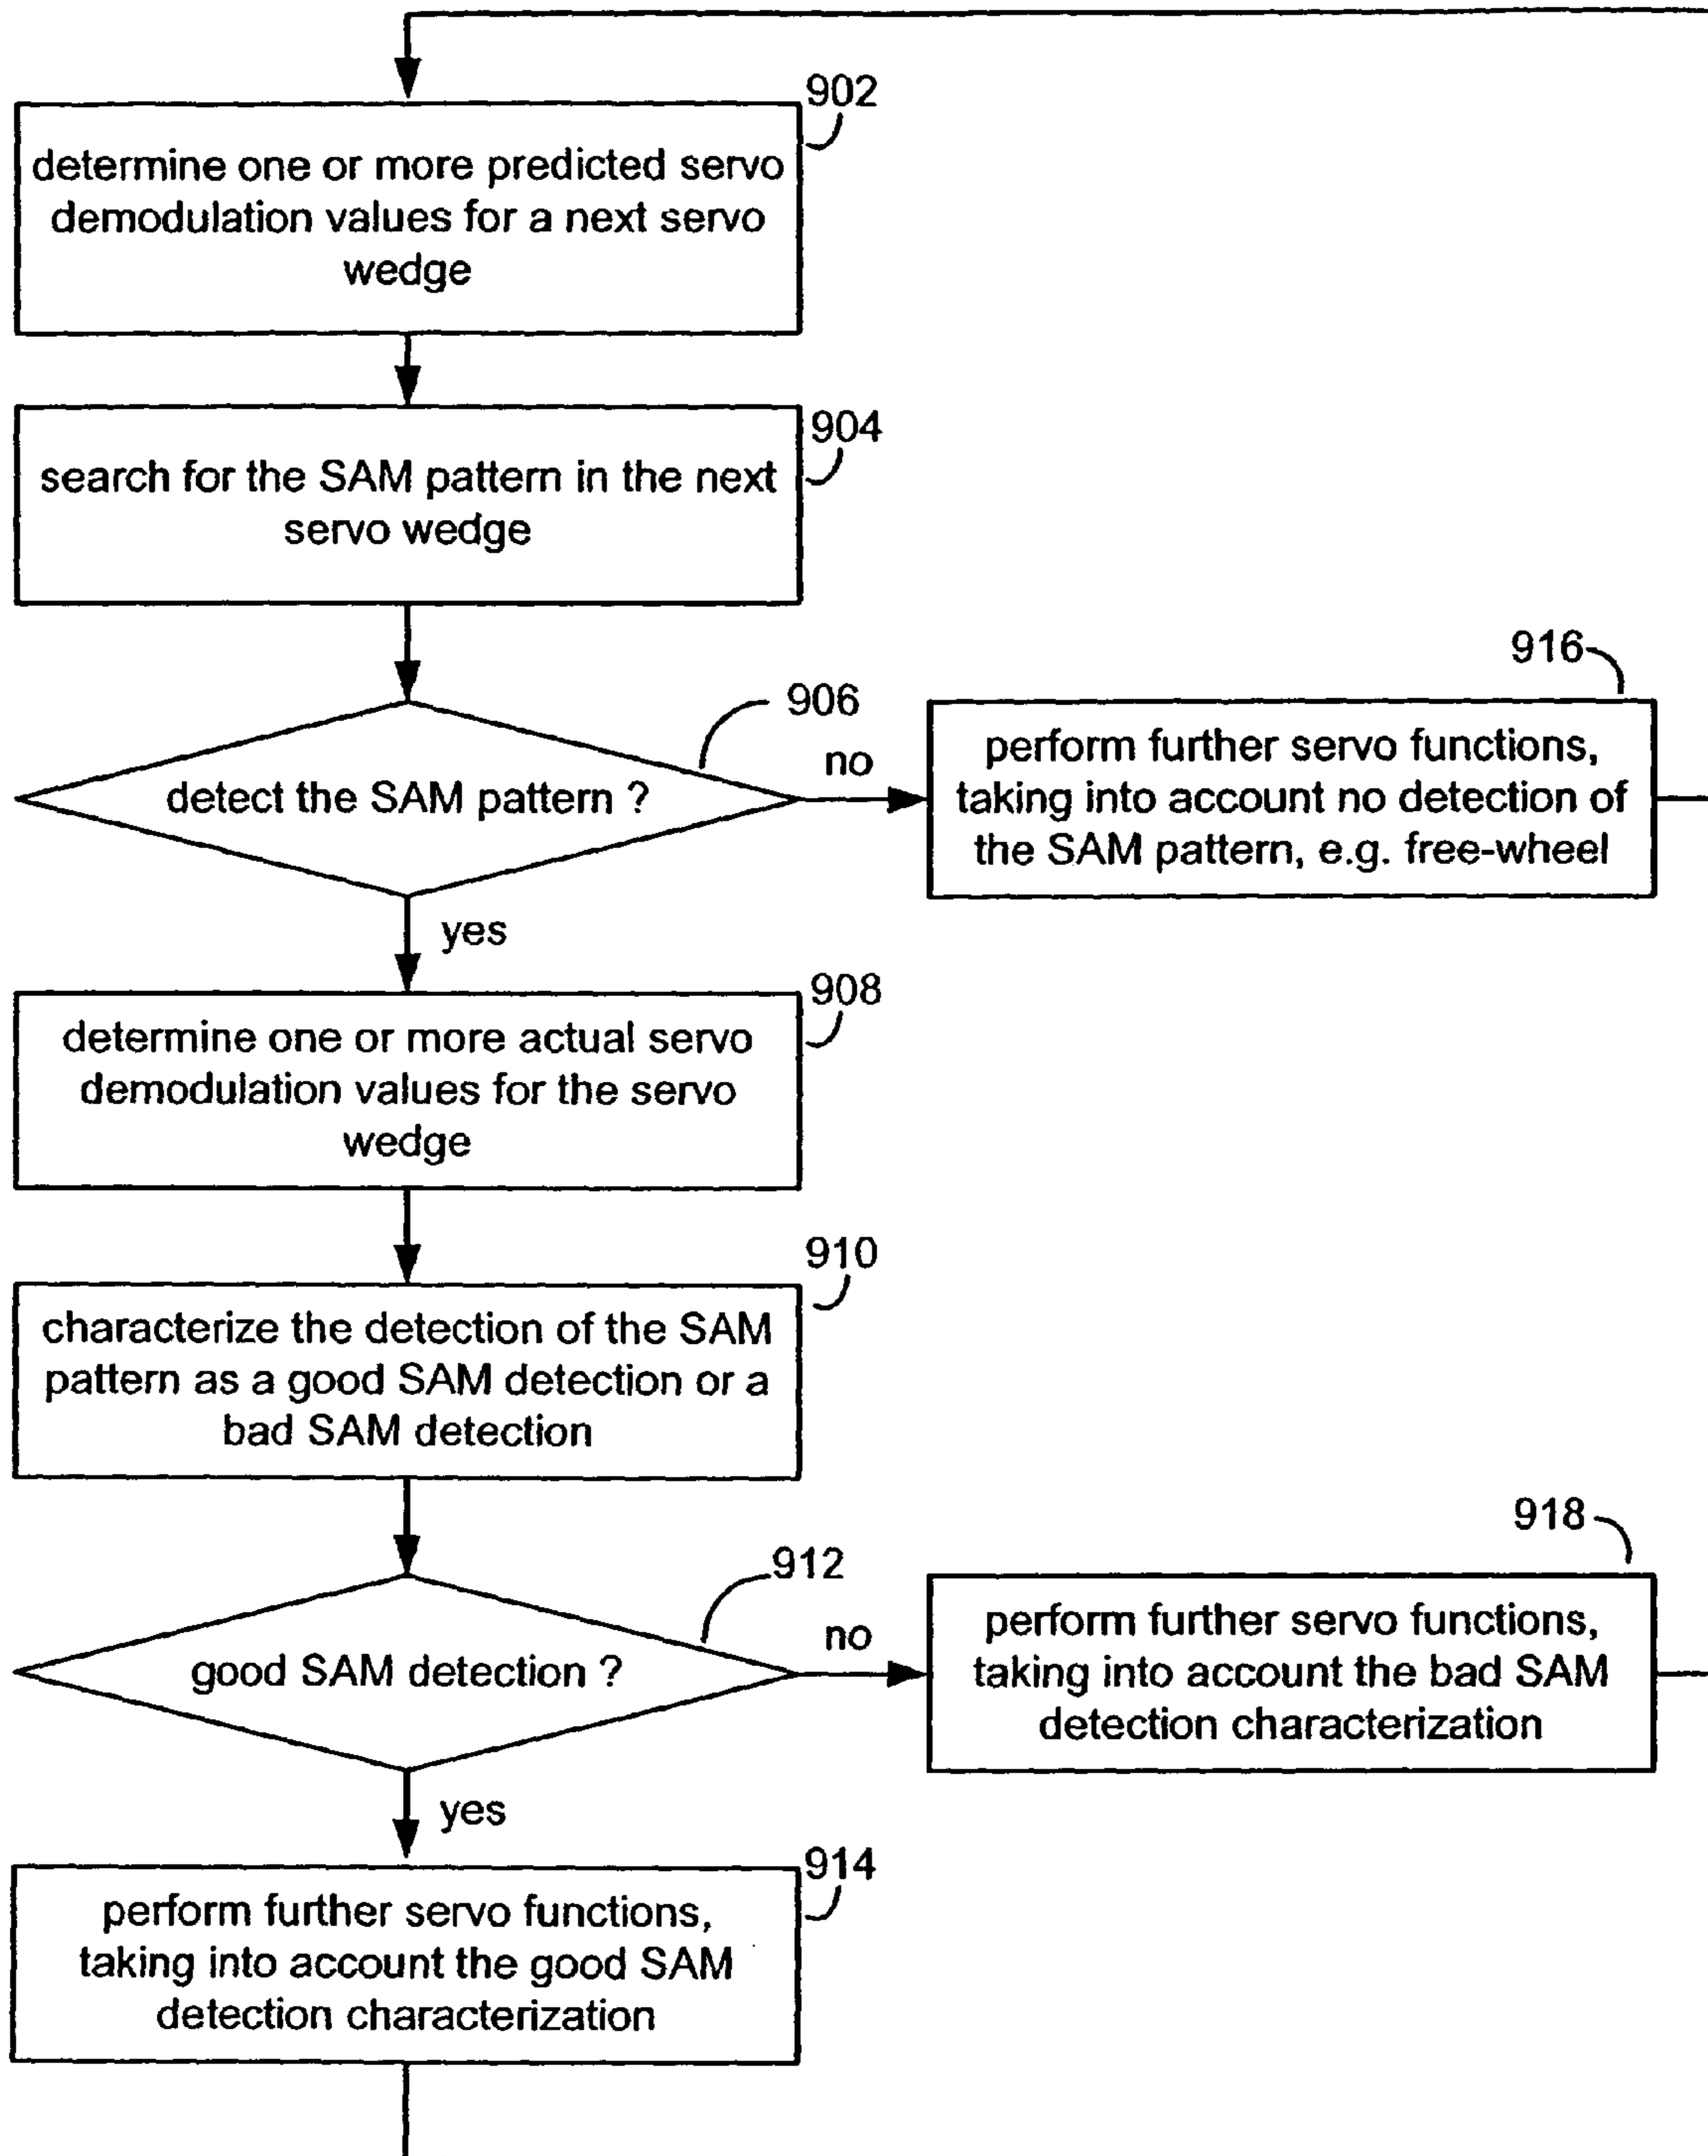 902
determine one or more predicted servo
demodulation values for a next servo
wedge
904
search for the SAM pattern in the next
servo wedge
906
detect the SAM pattern ?
no
916
perform further servo functions,
taking into account no detection of
the SAM pattern, e.g. free-wheel
yes
908
determine one or more actual servo
demodulation values for the servo
wedge
910
characterize the detection of the SAM
pattern as a good SAM detection or a
bad SAM detection
912
good SAM detection ?
no
918
perform further servo functions,
taking into account the bad SAM
detection characterization
yes
914
perform further servo functions,
taking into account the good SAM
detection characterization